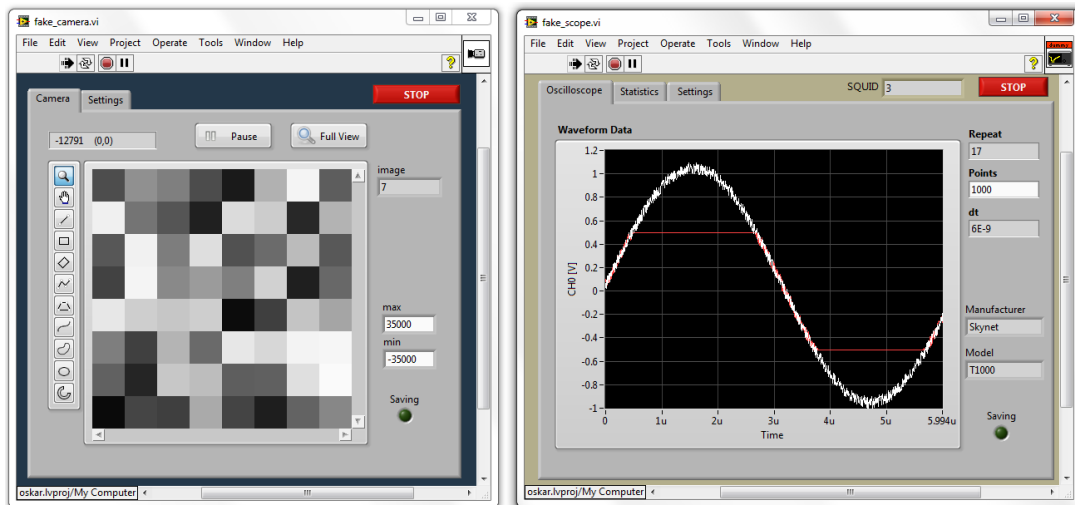 fake_camera.vi
File Edit View Project Operate Tools Window Help
Camera Settings
STOP
-12791 (0,0)
Pause
Full View
image
7
max
35000
min
-35000
Saving
oskar.lvproj/My Computer
fake_scope.vi
File Edit View Project Operate Tools Window Help
dummy
Oscilloscope Statistics Settings
SQUID 3
STOP
Waveform Data
CH0 [V]
1.2
1
0.8
0.6
0.4
0.2
0
-0.2
-0.4
-0.6
-0.8
-1
0 1u 2u 3u 4u 5u 5.994u
Time
Repeat
17
Points
1000
dt
6E-9
Manufacturer
Skynet
Model
T1000
Saving
oskar.lvproj/My Computer